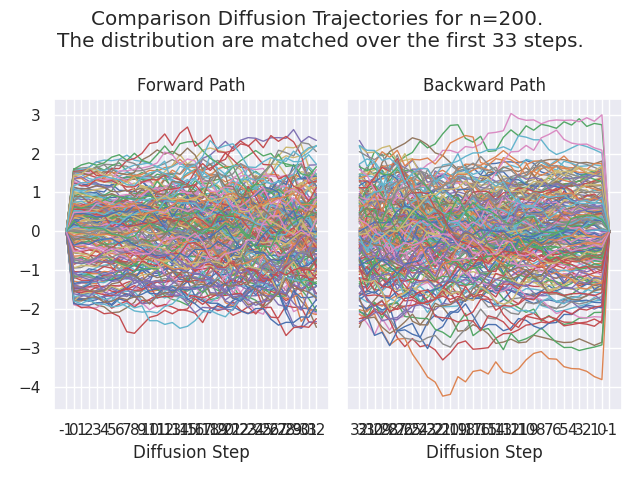 Comparison Diffusion Trajectories for n=200.
The distribution are matched over the first 33 steps.
Forward Path
Backward Path
3
2
1
0
−1
−2
−3
−4
Diffusion Step
Diffusion Step